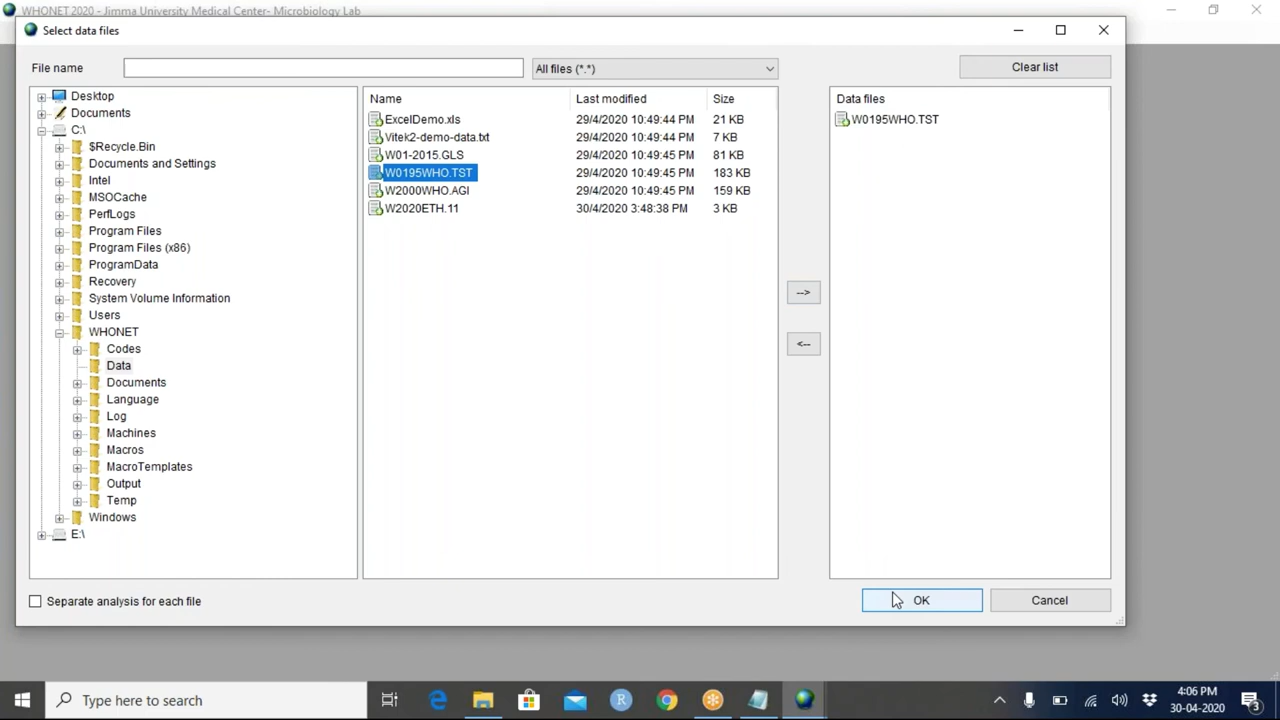 WHONET 2020 - Jimma University Medical Center- Microbiology Lab
Select data files
File name
All files (*.*)
Clear list
Desktop
Documents
C:\
$Recycle.Bin
Documents and Settings
Intel
MSOCache
PerfLogs
Program Files
Program Files (x86)
ProgramData
Recovery
System Volume Information
Users
WHONET
Codes
Data
Documents
Language
Log
Machines
Macros
MacroTemplates
Output
Temp
Windows
E:\
Name Last modified Size
ExcelDemo.xls 29/4/2020 10:49:44 PM 21 KB
Vitek2-demo-data.txt 29/4/2020 10:49:44 PM 7 KB
W01-2015.GLS 29/4/2020 10:49:45 PM 81 KB
W0195WHO.TST 29/4/2020 10:49:45 PM 183 KB
W2000WHO.AGI 29/4/2020 10:49:45 PM 159 KB
W2020ETH.11 30/4/2020 3:48:38 PM 3 KB
-->
<--
Data files
W0195WHO.TST
Separate analysis for each file
OK
Cancel
Type here to search
4:06 PM
30-04-2020
3